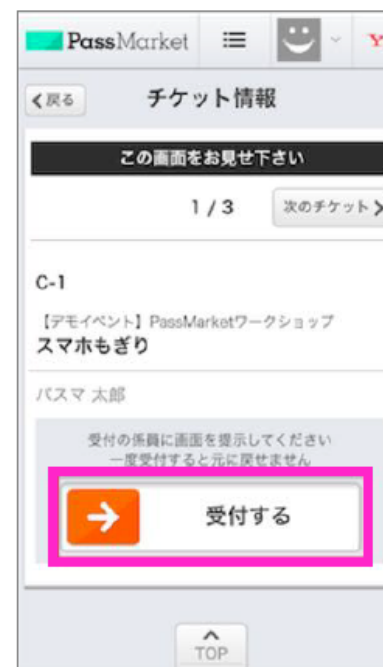 PassMarket
Y
戻る
チケット情報
この画面をお見せ下さい
1 / 3
次のチケット
C-1
【デモイベント】PassMarketワークショップ
スマホもぎり
パスマ 太郎
受付の係員に画面を提示してください
一度受付すると元に戻せません
受付する
TOP